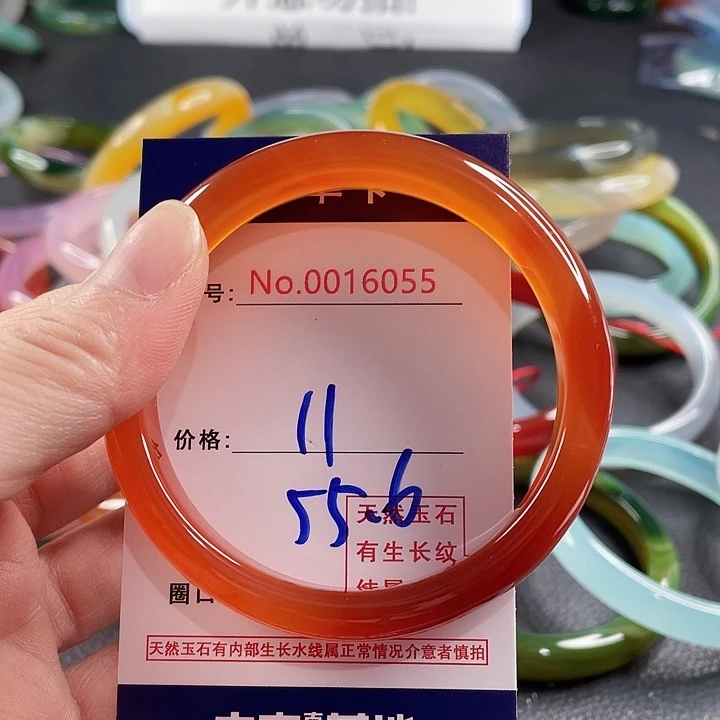 号: No.0016055
价格: 11
55.6
天然玉石
有生长纹
圈口
天然玉石有内部生长水线属正常情况介意者慎拍